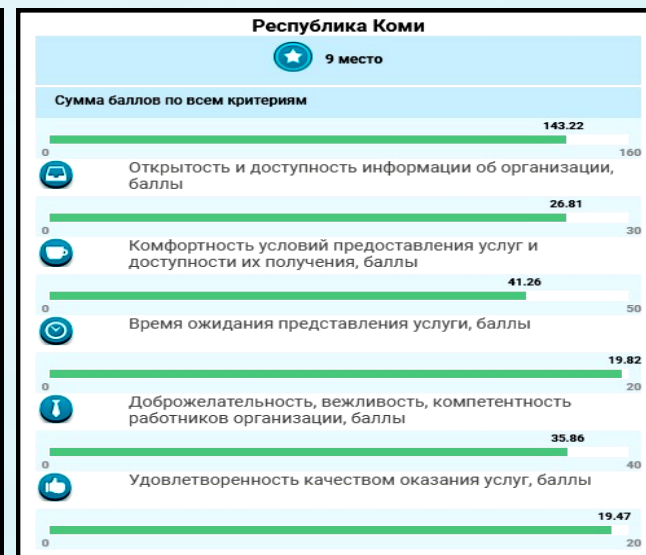 Республика Коми
9 место
Сумма баллов по всем критериям
143.22
0 160
Открытость и доступность информации об организации,
баллы
26.81
0 30
Комфортность условий предоставления услуг и
доступности их получения, баллы
41.26
0 50
Время ожидания представления услуги, баллы
19.82
0 20
Доброжелательность, вежливость, компетентность
работников организации, баллы
35.86
0 40
Удовлетворенность качеством оказания услуг, баллы
19.47
0 20